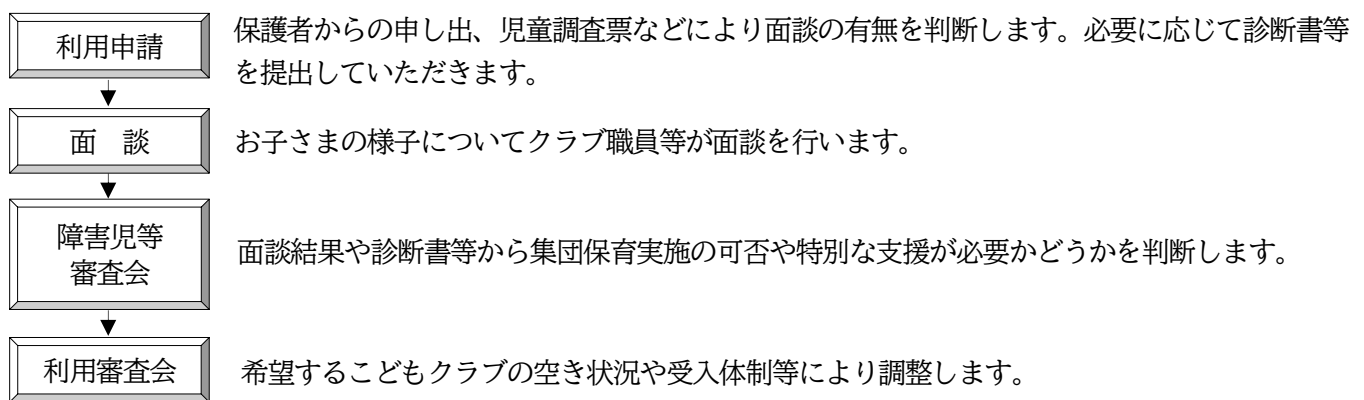 利用申請
保護者からの申し出、児童調査票などにより面談の有無を判断します。必要に応じて診断書等
を提出していただきます。
面　談
お子さまの様子についてクラブ職員等が面談を行います。
障害児等
審査会
面談結果や診断書等から集団保育実施の可否や特別な支援が必要かどうかを判断します。
利用審査会
希望するこどもクラブの空き状況や受入体制等により調整します。